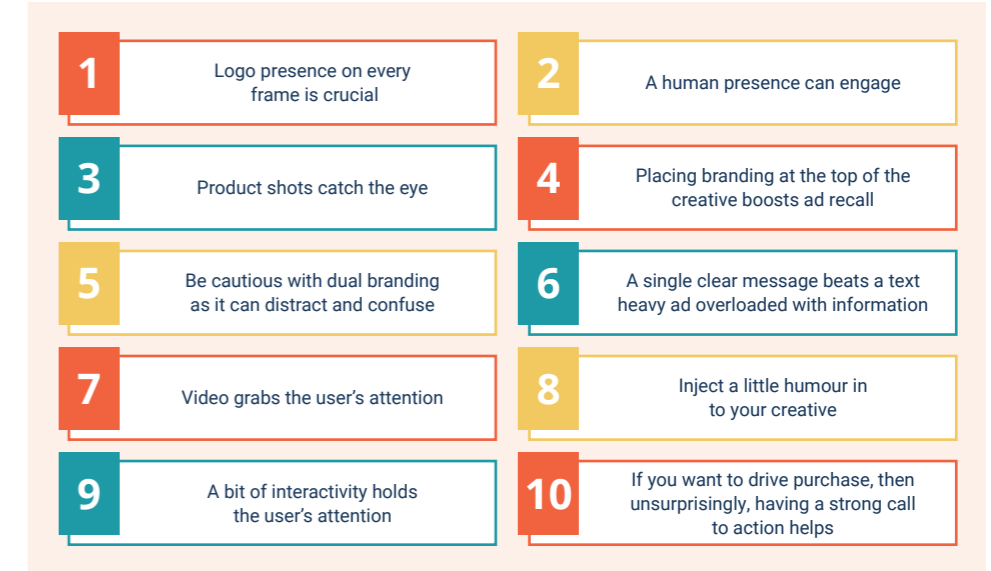 1
Logo presence on every
frame is crucial
2
A human presence can engage
3
Product shots catch the eye
4
Placing branding at the top of the
creative boosts ad recall
5
Be cautious with dual branding
as it can distract and confuse
6
A single clear message beats a text
heavy ad overloaded with information
7
Video grabs the user’s attention
8
Inject a little humour in
to your creative
9
A bit of interactivity holds
the user’s attention
10
If you want to drive purchase, then
unsurprisingly, having a strong call
to action helps